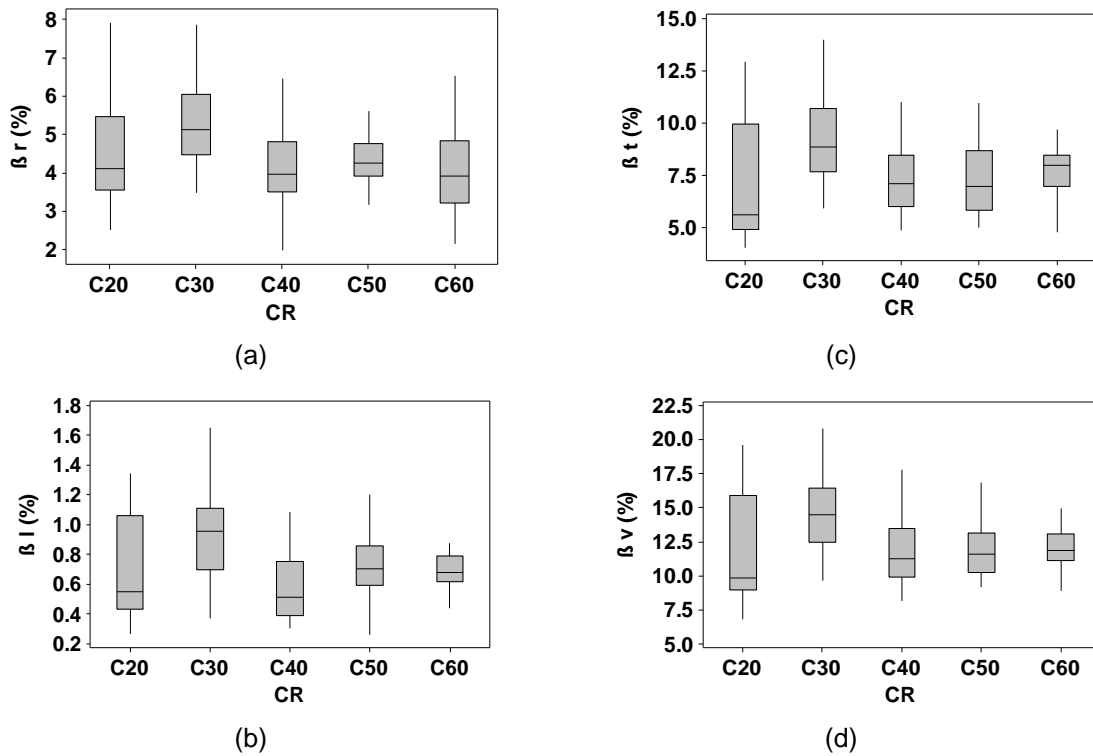 8
7
6
5
4
3
2
ß r (%)
C20 C30 C40 C50 C60
CR
(a)
15.0
12.5
10.0
7.5
5.0
ß t (%)
C20 C30 C40 C50 C60
CR
(c)
1.8
1.6
1.4
1.2
1.0
0.8
0.6
0.4
0.2
ß l (%)
C20 C30 C40 C50 C60
CR
(b)
22.5
20.0
17.5
15.0
12.5
10.0
7.5
5.0
ß v (%)
C20 C30 C40 C50 C60
CR
(d)